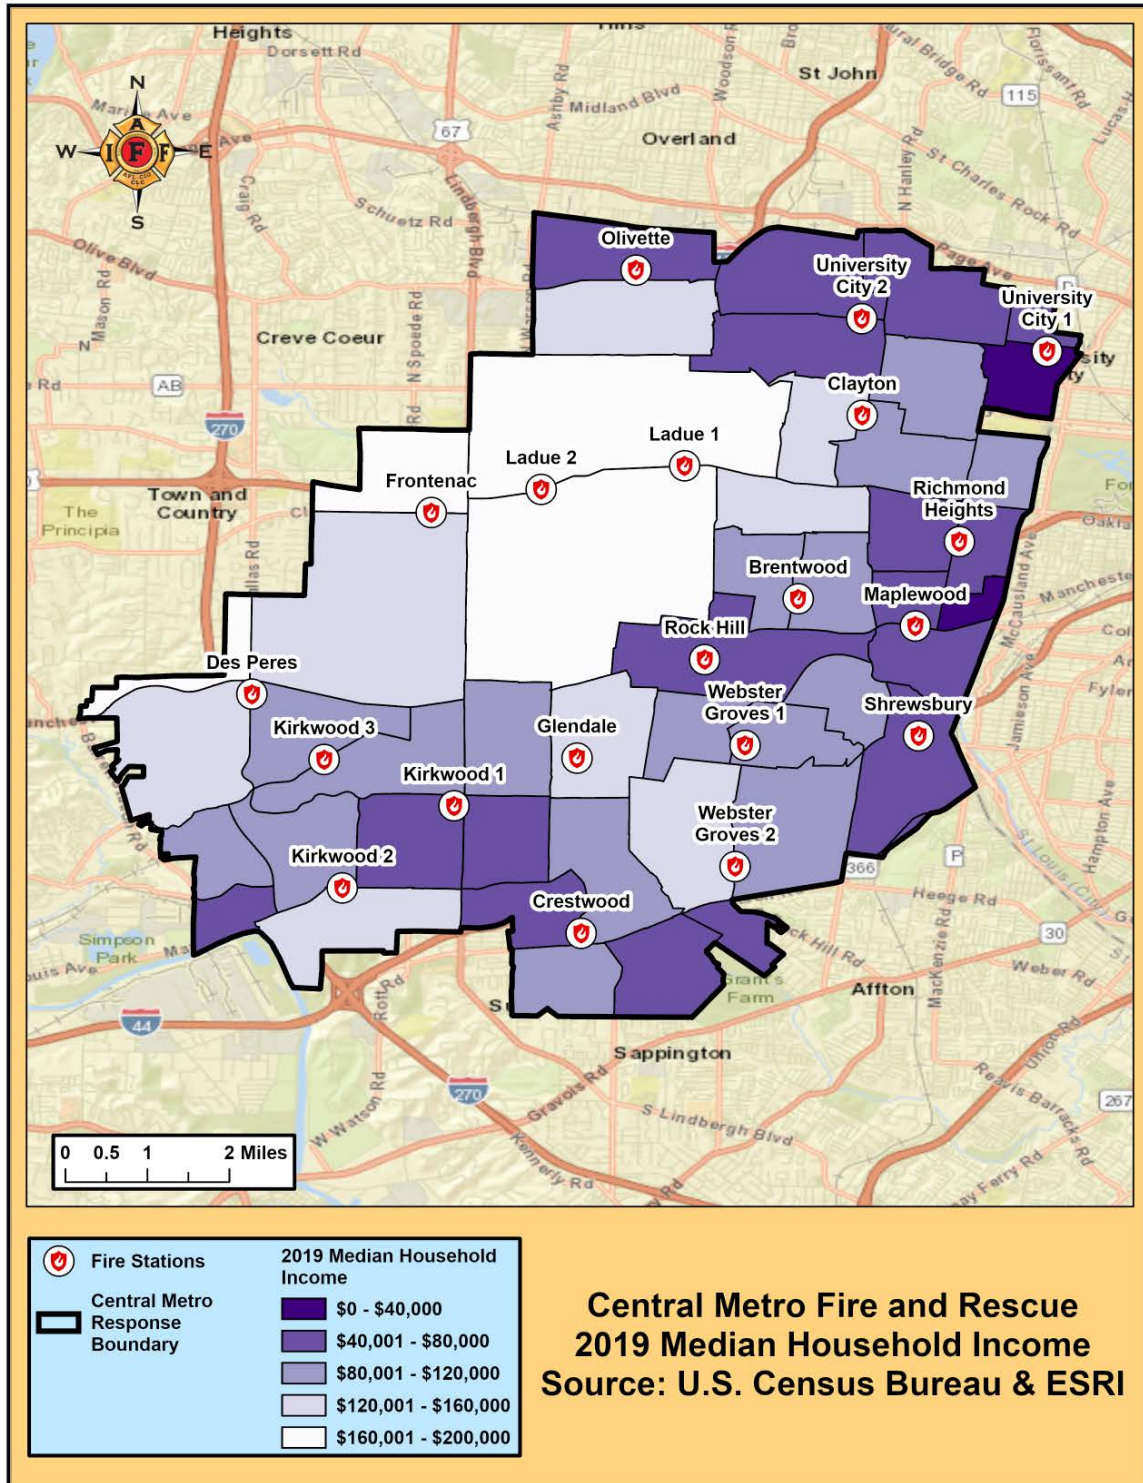 Heights
Dorsett Rd
Ashby Rd
Woodson Rd
St John
115
Florissant Rd
Midland Blvd
67
Overland
N Hanley Rd
St Charles Rock Rd
N
W
E
S
I
A
F
F
AFL-CIO
CLC
Craig Rd
Schuetz Rd
Lindbergh Blvd
Olive Blvd
Mason Rd
N Spoede Rd
Page Ave
Olivette
University
City 2
University
City 1
Creve Coeur
AB
270
Clayton
Ladue 1
Ladue 2
Frontenac
Town and
Country
The
Principia
Richmond
Heights
Brentwood
Maplewood
McCausland Ave
Manchester
Rock Hill
Des Peres
Webster
Groves 1
Shrewsbury
Jamieson Ave
Kirkwood 3
Glendale
Kirkwood 1
Webster
Groves 2
Hampton Ave
Kirkwood 2
366
P
Heege Rd
Crestwood
30
Simpson
Park
MacKenzie Rd
Weber Rd
Grant's
Farm
Affton
Rott Rd
44
Sappington
Union Rd
270
Gravois Rd
Reavis Barracks Rd
267
W Watson Rd
S Lindbergh Blvd
Kennerly Rd
0 0.5 1 2 Miles
Fire Stations
Central Metro
Response
Boundary
2019 Median Household
Income
$0 - $40,000
$40,001 - $80,000
$80,001 - $120,000
$120,001 - $160,000
$160,001 - $200,000
Central Metro Fire and Rescue
2019 Median Household Income
Source: U.S. Census Bureau & ESRI